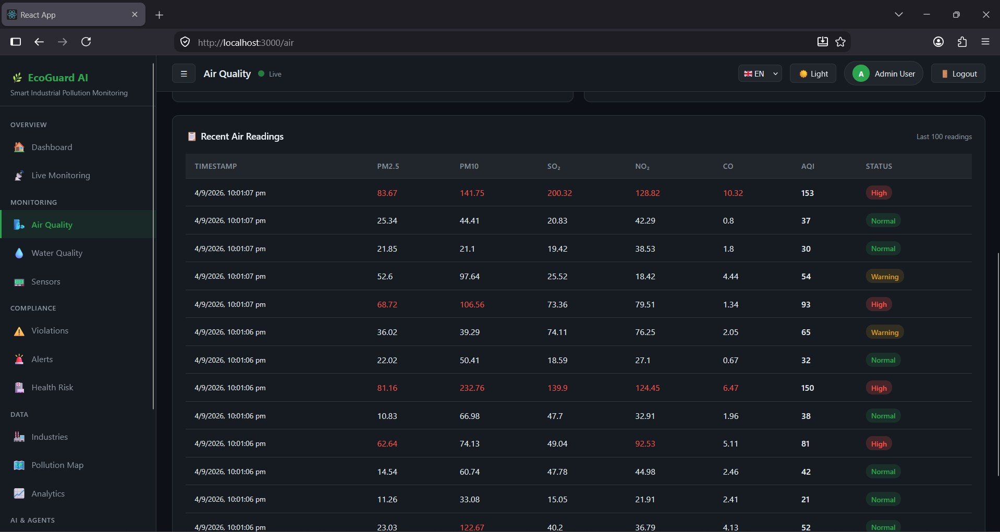 React App
http://localhost:3000/air
EcoGuard AI
Smart Industrial Pollution Monitoring
Air Quality Live
EN
Light
A Admin User
Logout
OVERVIEW
Dashboard
Live Monitoring
MONITORING
Air Quality
Water Quality
Sensors
COMPLIANCE
Violations
Alerts
Health Risk
DATA
Industries
Pollution Map
Analytics
AI & AGENTS
Recent Air Readings
Last 100 readings
TIMESTAMP PM2.5 PM10 SO₂ NO₂ CO AQI STATUS
4/9/2026, 10:01:07 pm 83.67 141.75 200.32 128.82 10.32 153 High
4/9/2026, 10:01:07 pm 25.34 44.41 20.83 42.29 0.8 37 Normal
4/9/2026, 10:01:07 pm 21.85 21.1 19.42 38.53 1.8 30 Normal
4/9/2026, 10:01:07 pm 52.6 97.64 25.52 18.42 4.44 54 Warning
4/9/2026, 10:01:07 pm 68.72 106.56 73.36 79.51 1.34 93 High
4/9/2026, 10:01:06 pm 36.02 39.29 74.11 76.25 2.05 65 Warning
4/9/2026, 10:01:06 pm 22.02 50.41 18.59 27.1 0.67 32 Normal
4/9/2026, 10:01:06 pm 81.16 232.76 139.9 124.45 6.47 150 High
4/9/2026, 10:01:06 pm 10.83 66.98 47.7 32.91 1.96 38 Normal
4/9/2026, 10:01:06 pm 62.64 74.13 49.04 92.53 5.11 81 High
4/9/2026, 10:01:06 pm 14.54 60.74 47.78 44.98 2.46 42 Normal
4/9/2026, 10:01:06 pm 11.26 33.08 15.05 21.91 2.41 21 Normal
4/9/2026, 10:01:06 pm 23.03 122.67 40.2 36.79 4.13 52 Normal